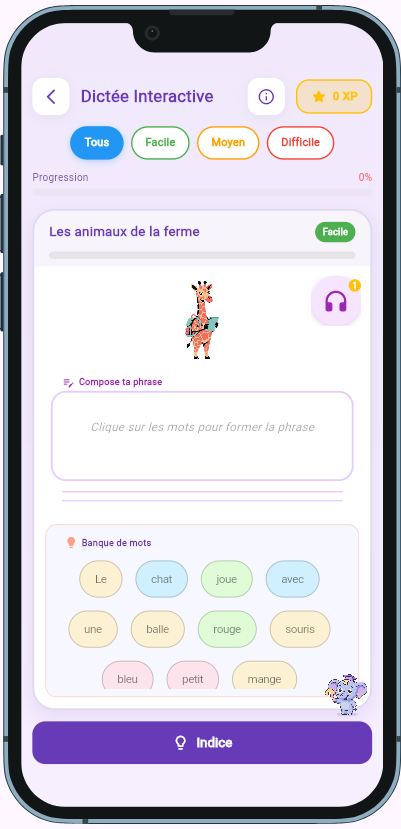 Dictée Interactive
0 XP
Tous Facile Moyen Difficile
Progression 0%
Les animaux de la ferme Facile
1
Compose ta phrase
Clique sur les mots pour former la phrase
Banque de mots
Le chat joue avec
une balle rouge souris
bleu petit mange
Indice